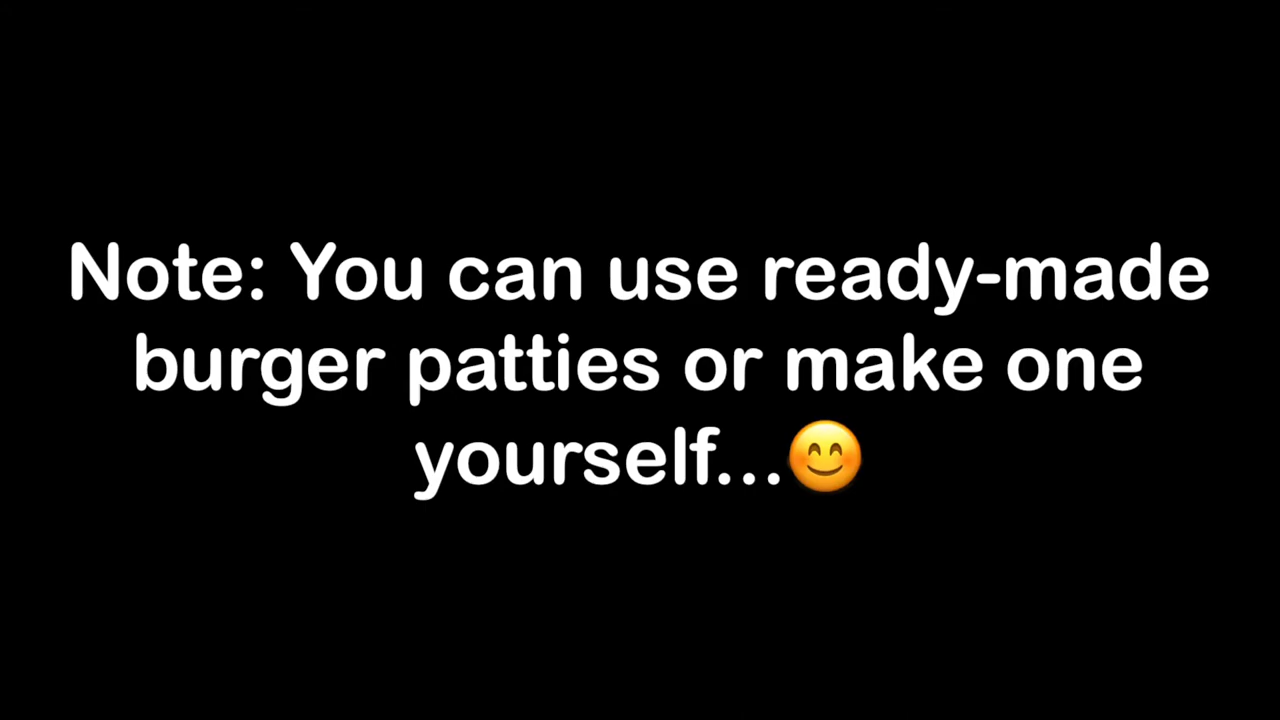 Note: You can use ready-made
burger patties or make one
yourself...😊